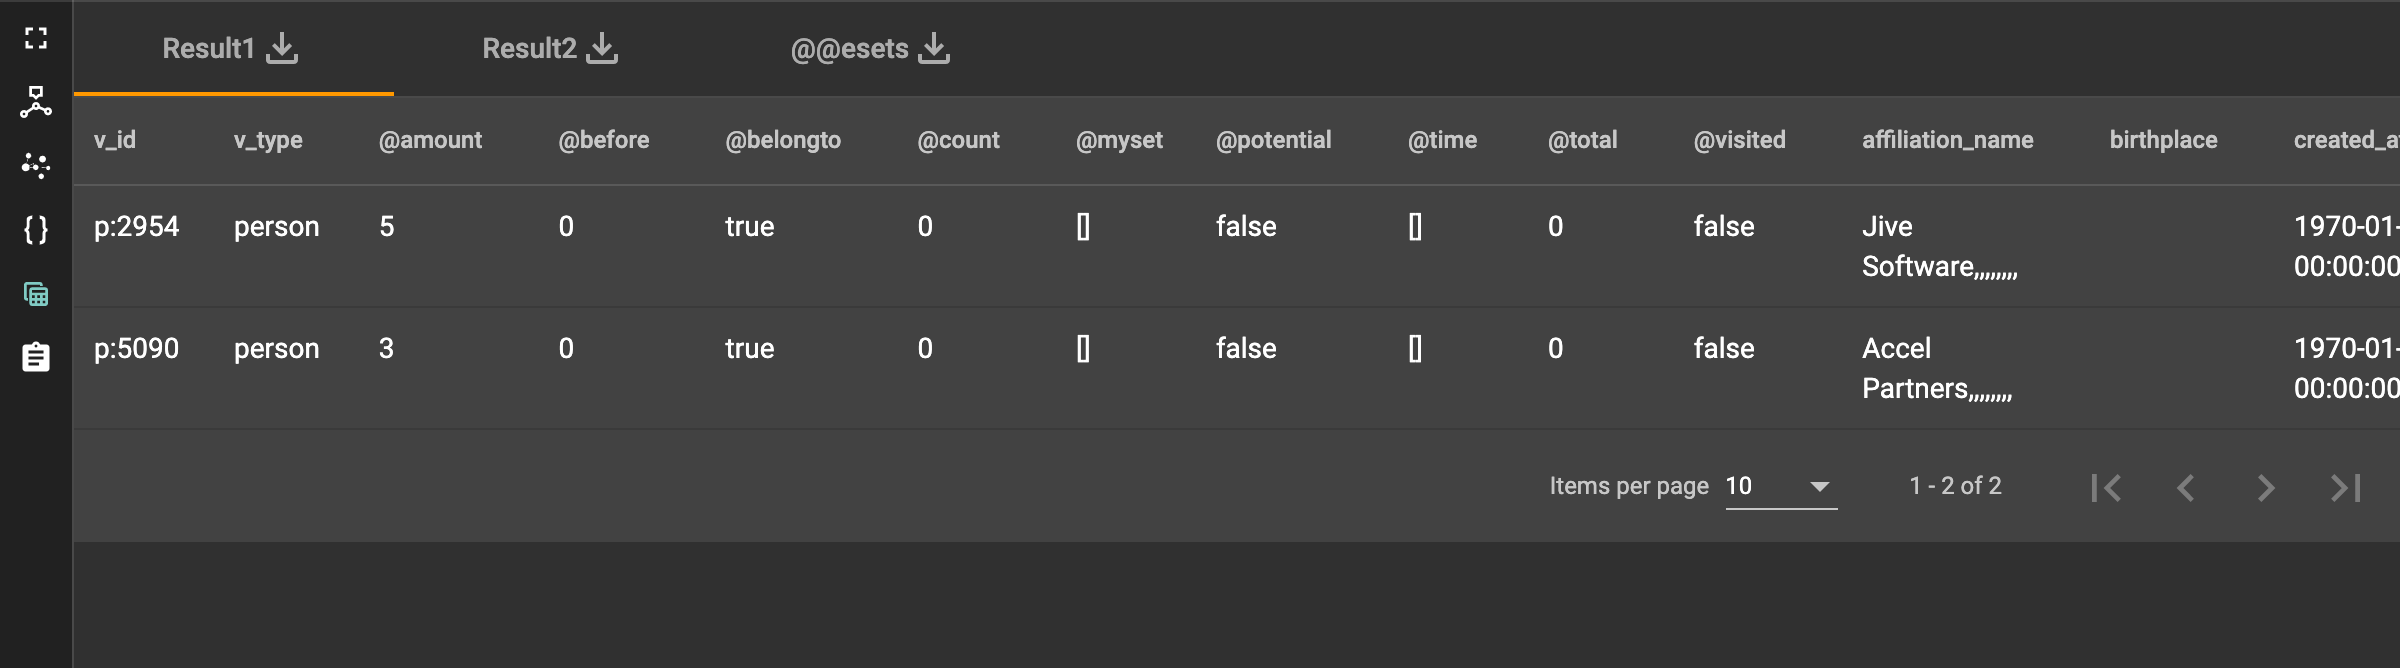 Result1 Result2 @@esets
v_id v_type @amount @before @belongto @count @myset @potential @time @total @visited affiliation_name birthplace created_a
p:2954 person 5 0 true 0 [] false [] 0 false Jive 1970-01-
Software,,,,,,,, 00:00:00
p:5090 person 3 0 true 0 [] false [] 0 false Accel 1970-01-
Partners,,,,,,,, 00:00:00
Items per page 10 1 - 2 of 2